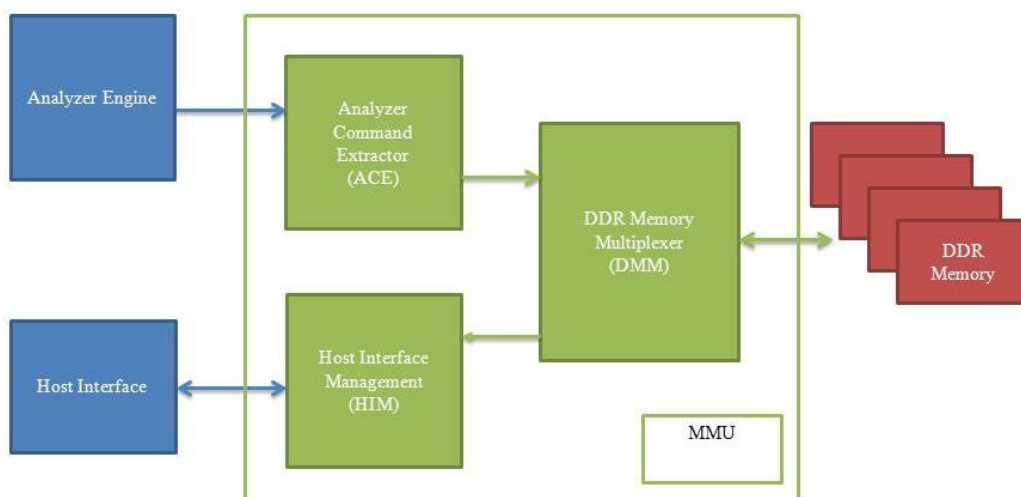 Analyzer Engine
Analyzer
Command
Extractor
(ACE)
DDR Memory
Multiplexer
(DMM)
DDR
Memory
Host Interface
Host Interface
Management
(HIM)
MMU